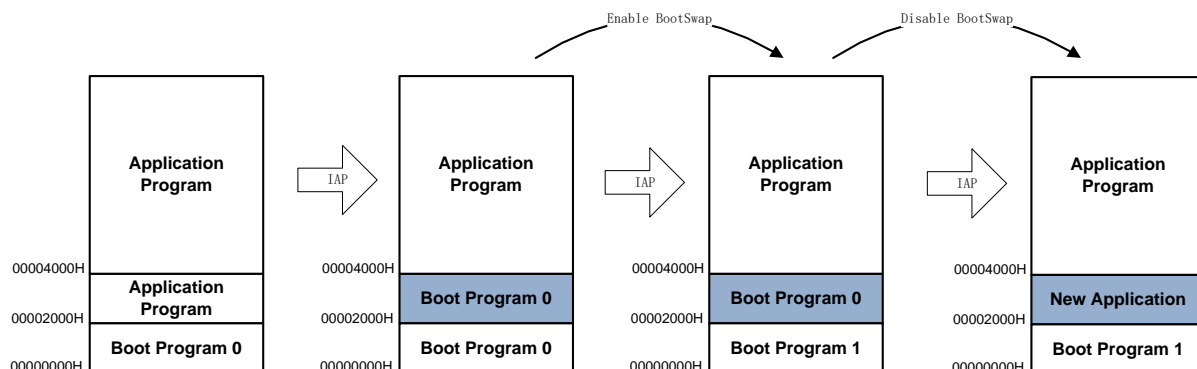 Enable BootSwap
Disable BootSwap
Application
Program
IAP
Application
Program
IAP
Application
Program
IAP
Application
Program
00004000H
00004000H
00004000H
00004000H
Application
Program
Boot Program 0
Boot Program 0
New Application
00002000H
00002000H
00002000H
00002000H
Boot Program 0
Boot Program 0
Boot Program 1
Boot Program 1
00000000H
00000000H
00000000H
00000000H